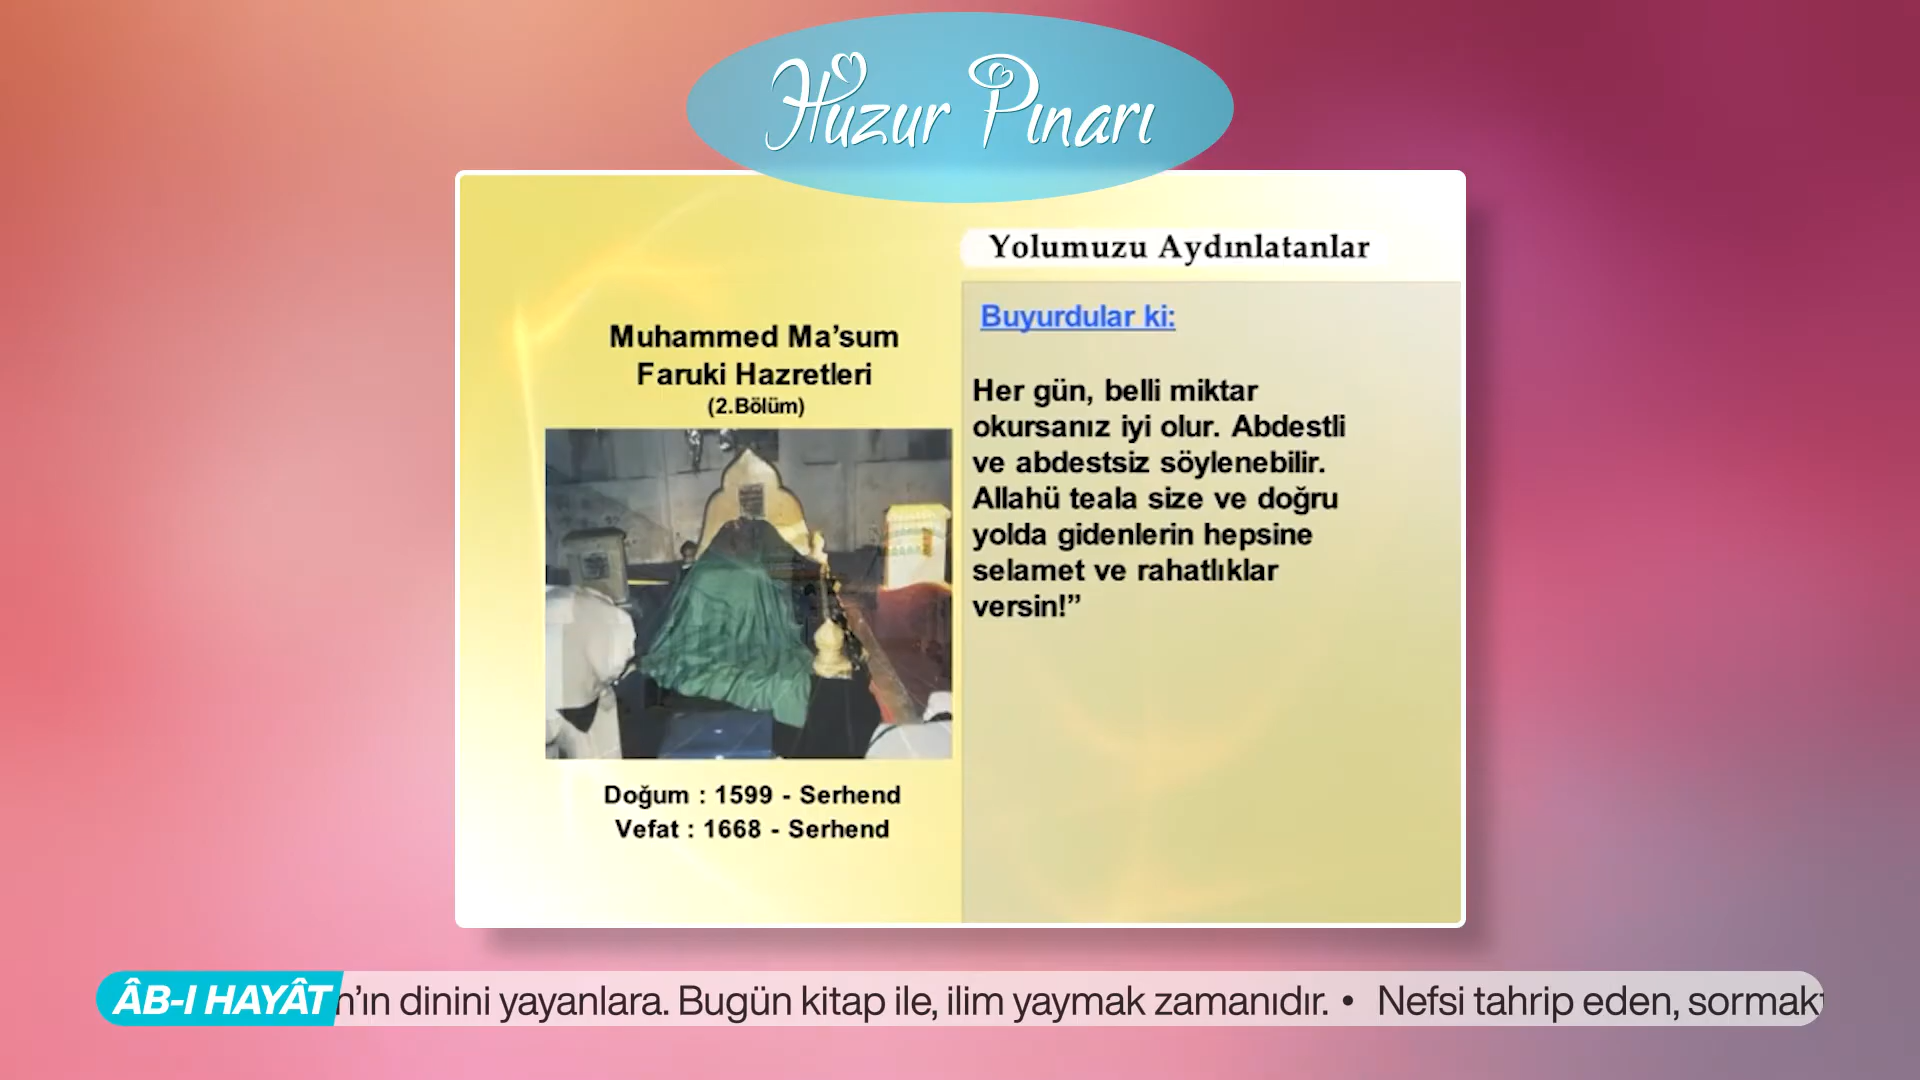 Huzur Pınarı
Yolumuzu Aydınlatanlar
Muhammed Ma’sum
Faruki Hazretleri
(2.Bölüm)
Doğum : 1599 - Serhend
Vefat : 1668 - Serhend
Buyurdular ki:
Her gün, belli miktar
okursanız iyi olur. Abdestli
ve abdestsiz söylenebilir.
Allahü teala size ve doğru
yolda gidenlerin hepsine
selamet ve rahatlıklar
versin!”
ÂB-I HAYÂT
’ın dinini yayanlara. Bugün kitap ile, ilim yaymak zamanıdır. • Nefsi tahrip eden,